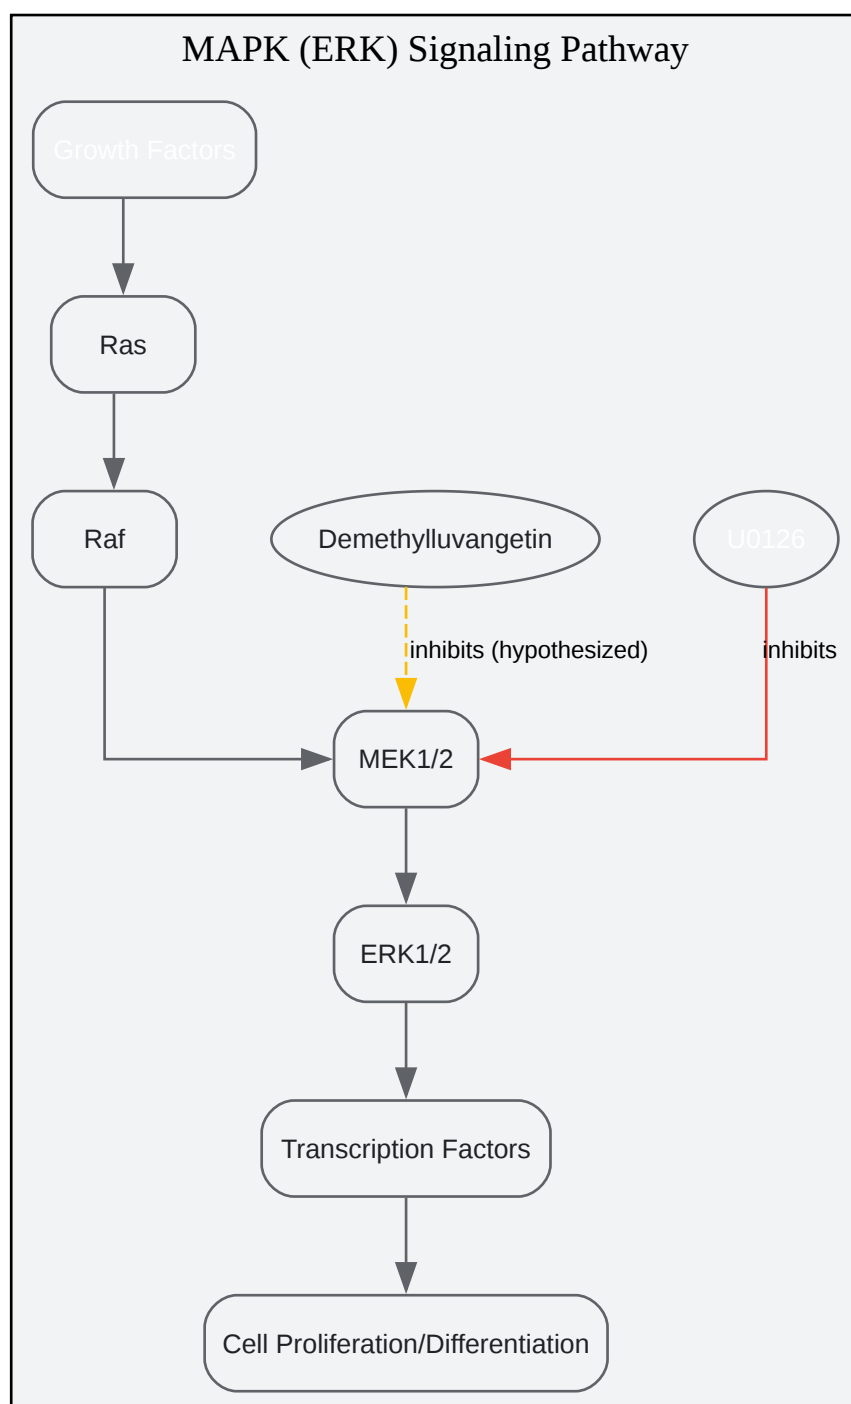 MAPK (ERK) Signaling Pathway
Growth Factors
Ras
Raf
Demethylluvangetin
U0126
inhibits (hypothesized)
inhibits
MEK1/2
ERK1/2
Transcription Factors
Cell Proliferation/Differentiation